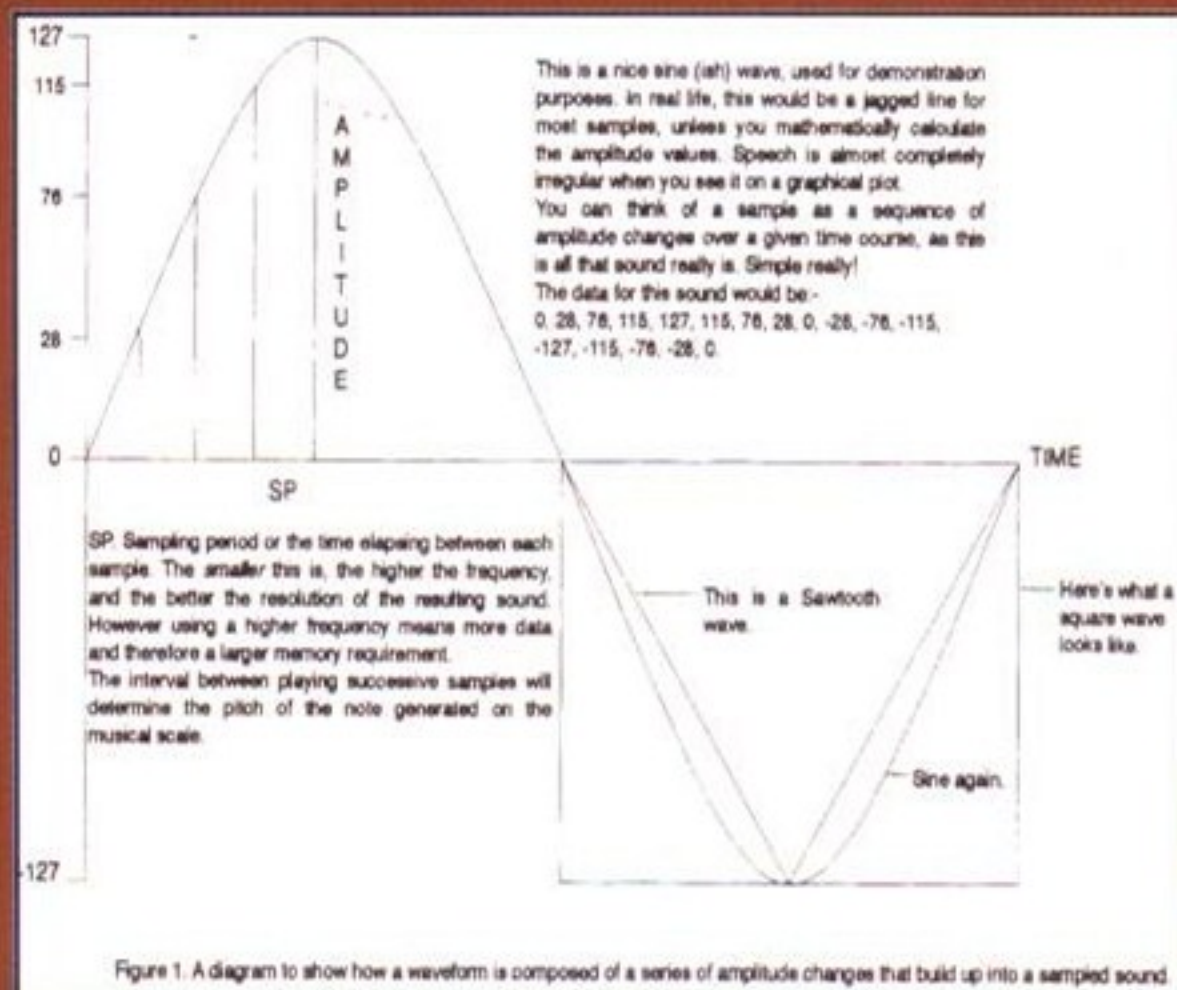 127
115
76
28
0
-127
AMPLITUDE
This is a nice sine (ish) wave, used for demonstration
purposes. In real life, this would be a jagged line for
most samples, unless you mathematically calculate
the amplitude values. Speech is almost completely
irregular when you see it on a graphical plot.
You can think of a sample as a sequence of
amplitude changes over a given time course, as this
is all that sound really is. Simple really!
The data for this sound would be:-
0, 28, 76, 115, 127, 115, 76, 28, 0, -28, -76, -115,
-127, -115, -76, -28, 0.
TIME
SP
SP. Sampling period or the time elapsing between each
sample. The smaller this is, the higher the frequency,
and the better the resolution of the resulting sound.
However using a higher frequency means more data
and therefore a larger memory requirement.
The interval between playing successive samples will
determine the pitch of the note generated on the
musical scale.
This is a Sawtooth
wave.
Here's what a
square wave
looks like.
Sine again.
Figure 1. A diagram to show how a waveform is composed of a series of amplitude changes that build up into a sampled sound.